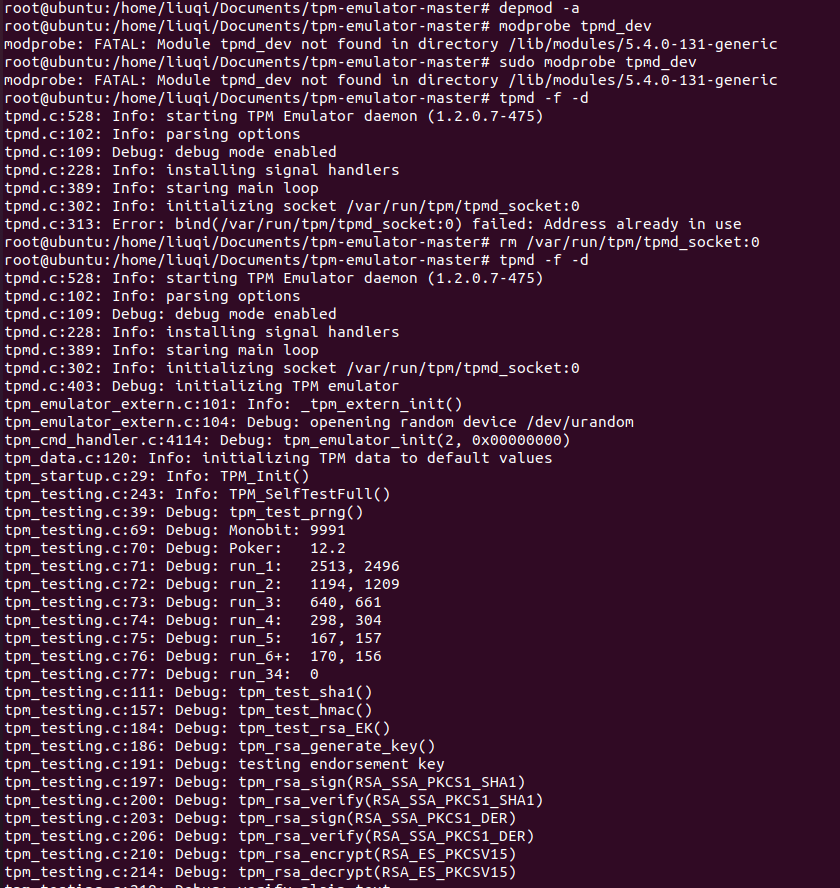 root@ubuntu:/home/liuqi/Documents/tpm-emulator-master# depmod -a
root@ubuntu:/home/liuqi/Documents/tpm-emulator-master# modprobe tpmd_dev
modprobe: FATAL: Module tpmd_dev not found in directory /lib/modules/5.4.0-131-generic
root@ubuntu:/home/liuqi/Documents/tpm-emulator-master# sudo modprobe tpmd_dev
modprobe: FATAL: Module tpmd_dev not found in directory /lib/modules/5.4.0-131-generic
root@ubuntu:/home/liuqi/Documents/tpm-emulator-master# tpmd -f -d
tpmd.c:528: Info: starting TPM Emulator daemon (1.2.0.7-475)
tpmd.c:102: Info: parsing options
tpmd.c:109: Debug: debug mode enabled
tpmd.c:228: Info: installing signal handlers
tpmd.c:389: Info: staring main loop
tpmd.c:302: Info: initializing socket /var/run/tpm/tpmd_socket:0
tpmd.c:313: Error: bind(/var/run/tpm/tpmd_socket:0) failed: Address already in use
root@ubuntu:/home/liuqi/Documents/tpm-emulator-master# rm /var/run/tpm/tpmd_socket:0
root@ubuntu:/home/liuqi/Documents/tpm-emulator-master# tpmd -f -d
tpmd.c:528: Info: starting TPM Emulator daemon (1.2.0.7-475)
tpmd.c:102: Info: parsing options
tpmd.c:109: Debug: debug mode enabled
tpmd.c:228: Info: installing signal handlers
tpmd.c:389: Info: staring main loop
tpmd.c:302: Info: initializing socket /var/run/tpm/tpmd_socket:0
tpmd.c:403: Debug: initializing TPM emulator
tpm_emulator_extern.c:101: Info: _tpm_extern_init()
tpm_emulator_extern.c:104: Debug: openening random device /dev/urandom
tpm_cmd_handler.c:4114: Debug: tpm_emulator_init(2, 0x00000000)
tpm_data.c:120: Info: initializing TPM data to default values
tpm_startup.c:29: Info: TPM_Init()
tpm_testing.c:243: Info: TPM_SelfTestFull()
tpm_testing.c:39: Debug: tpm_test_prng()
tpm_testing.c:69: Debug: Monobit: 9991
tpm_testing.c:70: Debug: Poker:   12.2
tpm_testing.c:71: Debug: run_1:   2513, 2496
tpm_testing.c:72: Debug: run_2:   1194, 1209
tpm_testing.c:73: Debug: run_3:   640, 661
tpm_testing.c:74: Debug: run_4:   298, 304
tpm_testing.c:75: Debug: run_5:   167, 157
tpm_testing.c:76: Debug: run_6+:  170, 156
tpm_testing.c:77: Debug: run_34:  0
tpm_testing.c:111: Debug: tpm_test_sha1()
tpm_testing.c:157: Debug: tpm_test_hmac()
tpm_testing.c:184: Debug: tpm_test_rsa_EK()
tpm_testing.c:186: Debug: tpm_rsa_generate_key()
tpm_testing.c:191: Debug: testing endorsement key
tpm_testing.c:197: Debug: tpm_rsa_sign(RSA_SSA_PKCS1_SHA1)
tpm_testing.c:200: Debug: tpm_rsa_verify(RSA_SSA_PKCS1_SHA1)
tpm_testing.c:203: Debug: tpm_rsa_sign(RSA_SSA_PKCS1_DER)
tpm_testing.c:206: Debug: tpm_rsa_verify(RSA_SSA_PKCS1_DER)
tpm_testing.c:210: Debug: tpm_rsa_encrypt(RSA_ES_PKCSV15)
tpm_testing.c:214: Debug: tpm_rsa_decrypt(RSA_ES_PKCSV15)